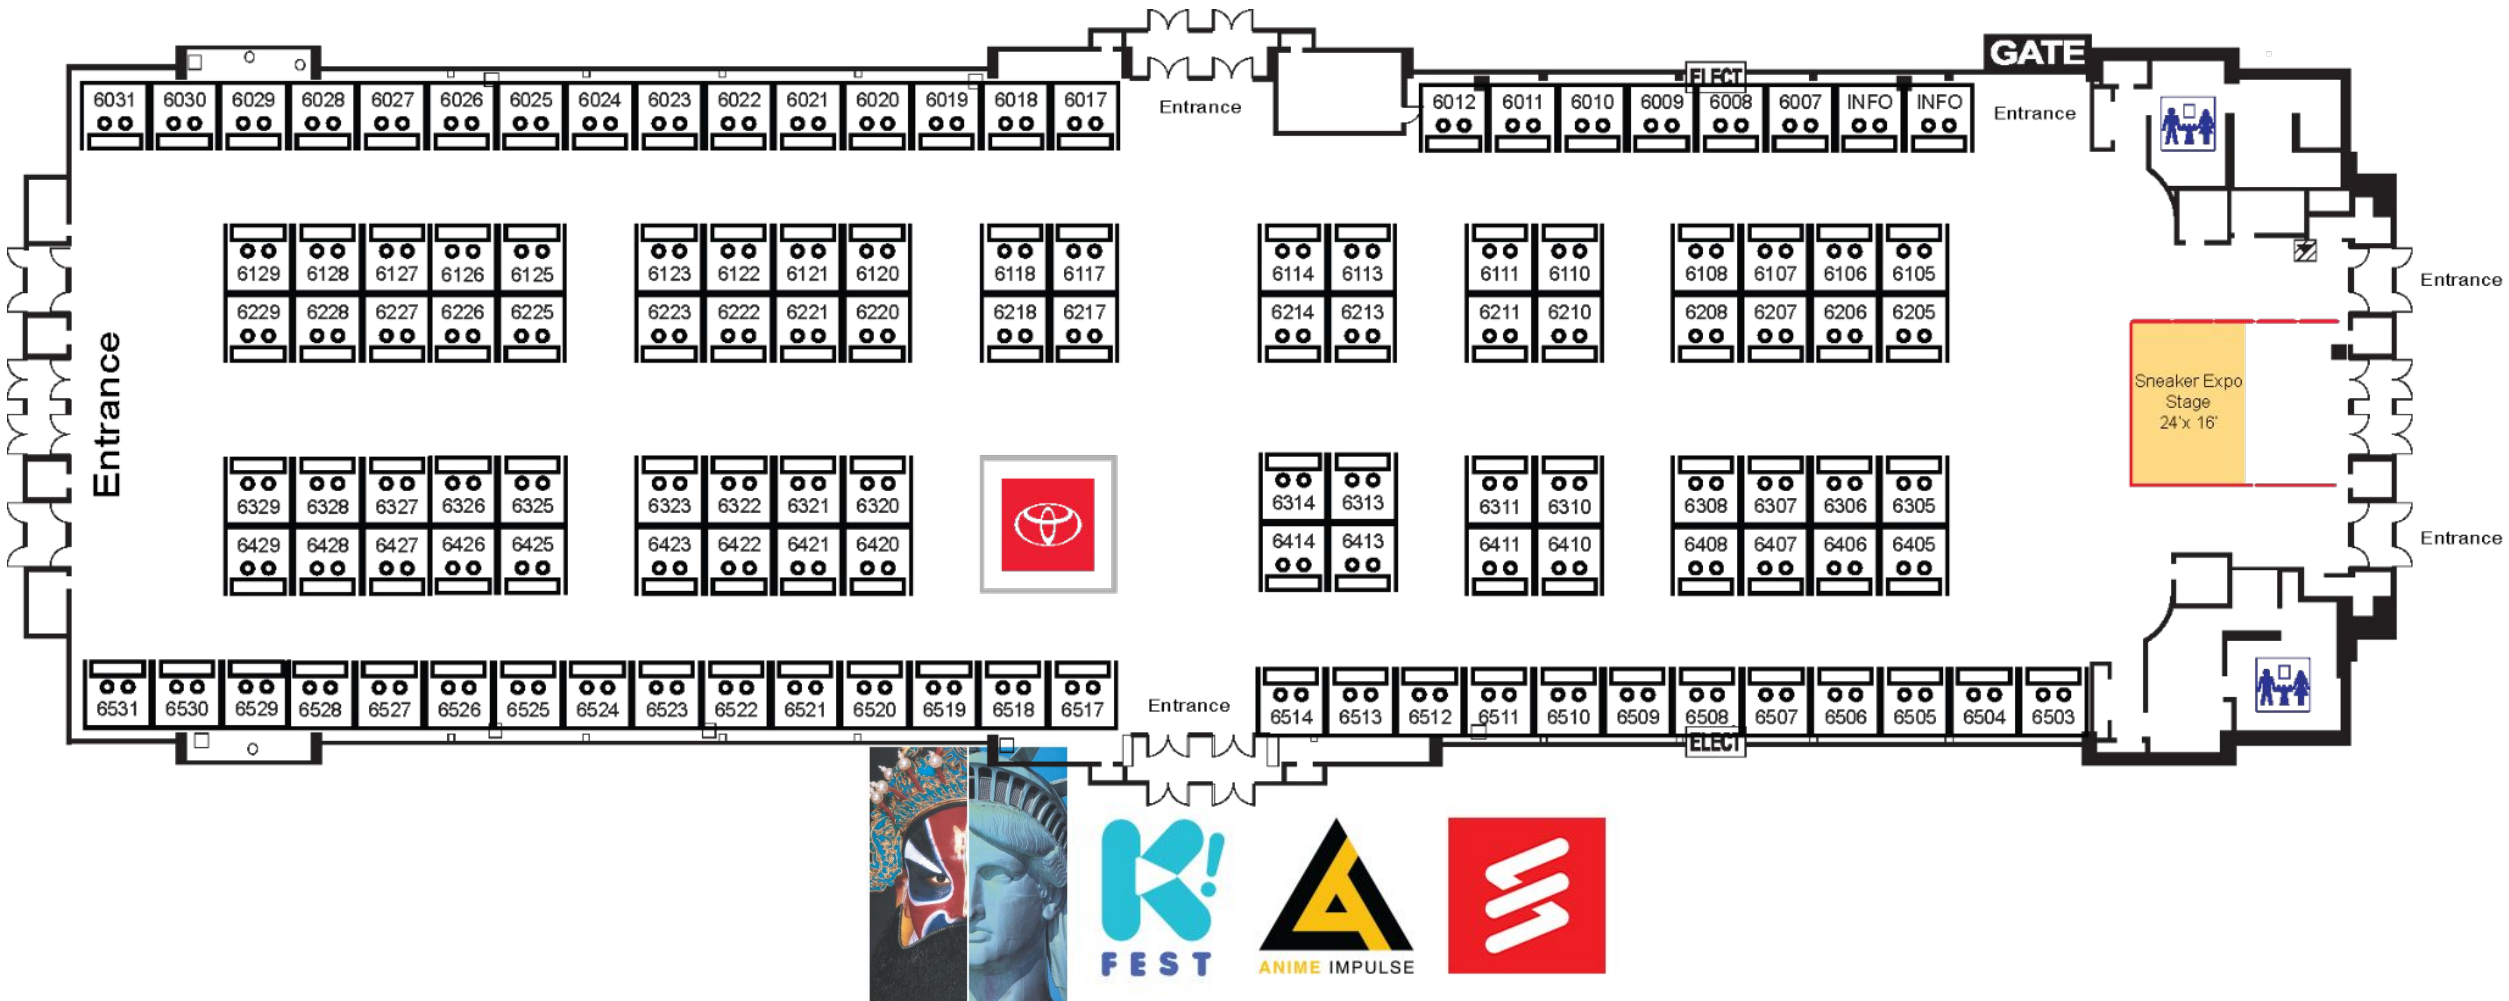 GATE
ELECT
6031 6030 6029 6028 6027 6026 6025 6024 6023 6022 6021 6020 6019 6018 6017
Entrance
6012 6011 6010 6009 6008 6007 INFO INFO
Entrance
6129 6128 6127 6126 6125 6123 6122 6121 6120 6118 6117 6114 6113 6111 6110 6108 6107 6106 6105
Entrance
6229 6228 6227 6226 6225 6223 6222 6221 6220 6218 6217 6214 6213 6211 6210 6208 6207 6206 6205
Entrance
Sneaker Expo
Stage
24'x 16'
6329 6328 6327 6326 6325 6323 6322 6321 6320 6314 6313 6311 6310 6308 6307 6306 6305
6429 6428 6427 6426 6425 6423 6422 6421 6420 6414 6413 6411 6410 6408 6407 6406 6405
Entrance
6531 6530 6529 6528 6527 6526 6525 6524 6523 6522 6521 6520 6519 6518 6517
Entrance
6514 6513 6512 6511 6510 6509 6508 6507 6506 6505 6504 6503
ELECT
K!
FEST
ANIME IMPULSE